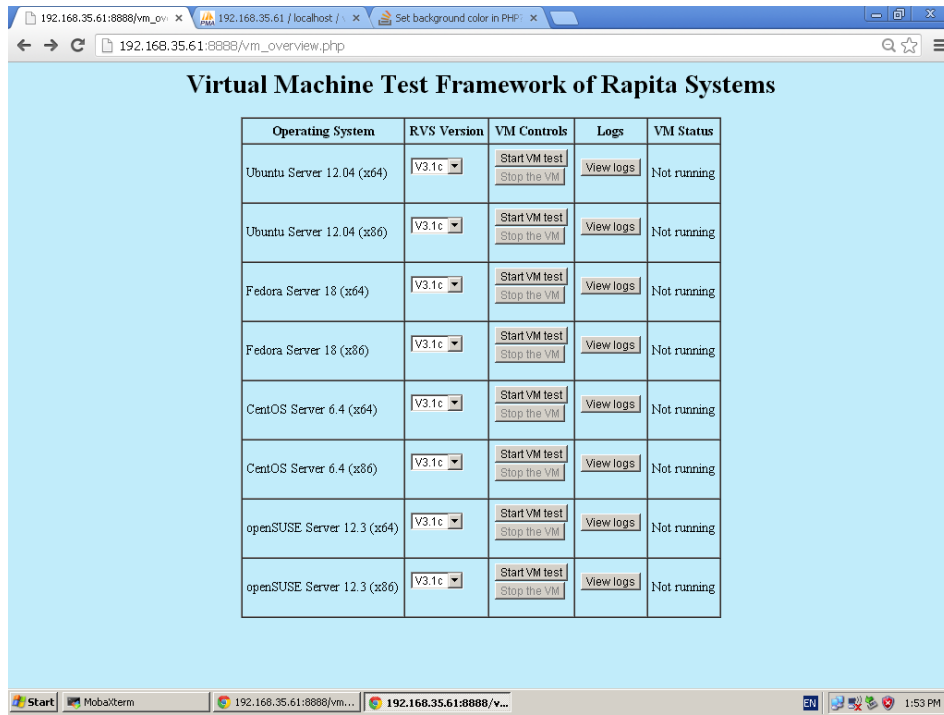 192.168.35.61:8888/vm_ov
192.168.35.61 / localhost /
Set background color in PHP
192.168.35.61:8888/vm_overview.php
Virtual Machine Test Framework of Rapita Systems
Operating System RVS Version VM Controls Logs VM Status
Ubuntu Server 12.04 (x64) V3.1c Start VM test Stop the VM View logs Not running
Ubuntu Server 12.04 (x86) V3.1c Start VM test Stop the VM View logs Not running
Fedora Server 18 (x64) V3.1c Start VM test Stop the VM View logs Not running
Fedora Server 18 (x86) V3.1c Start VM test Stop the VM View logs Not running
CentOS Server 6.4 (x64) V3.1c Start VM test Stop the VM View logs Not running
CentOS Server 6.4 (x86) V3.1c Start VM test Stop the VM View logs Not running
openSUSE Server 12.3 (x64) V3.1c Start VM test Stop the VM View logs Not running
openSUSE Server 12.3 (x86) V3.1c Start VM test Stop the VM View logs Not running
Start MobaXterm 192.168.35.61:8888/vm... 192.168.35.61:8888/v... EN 1:53 PM